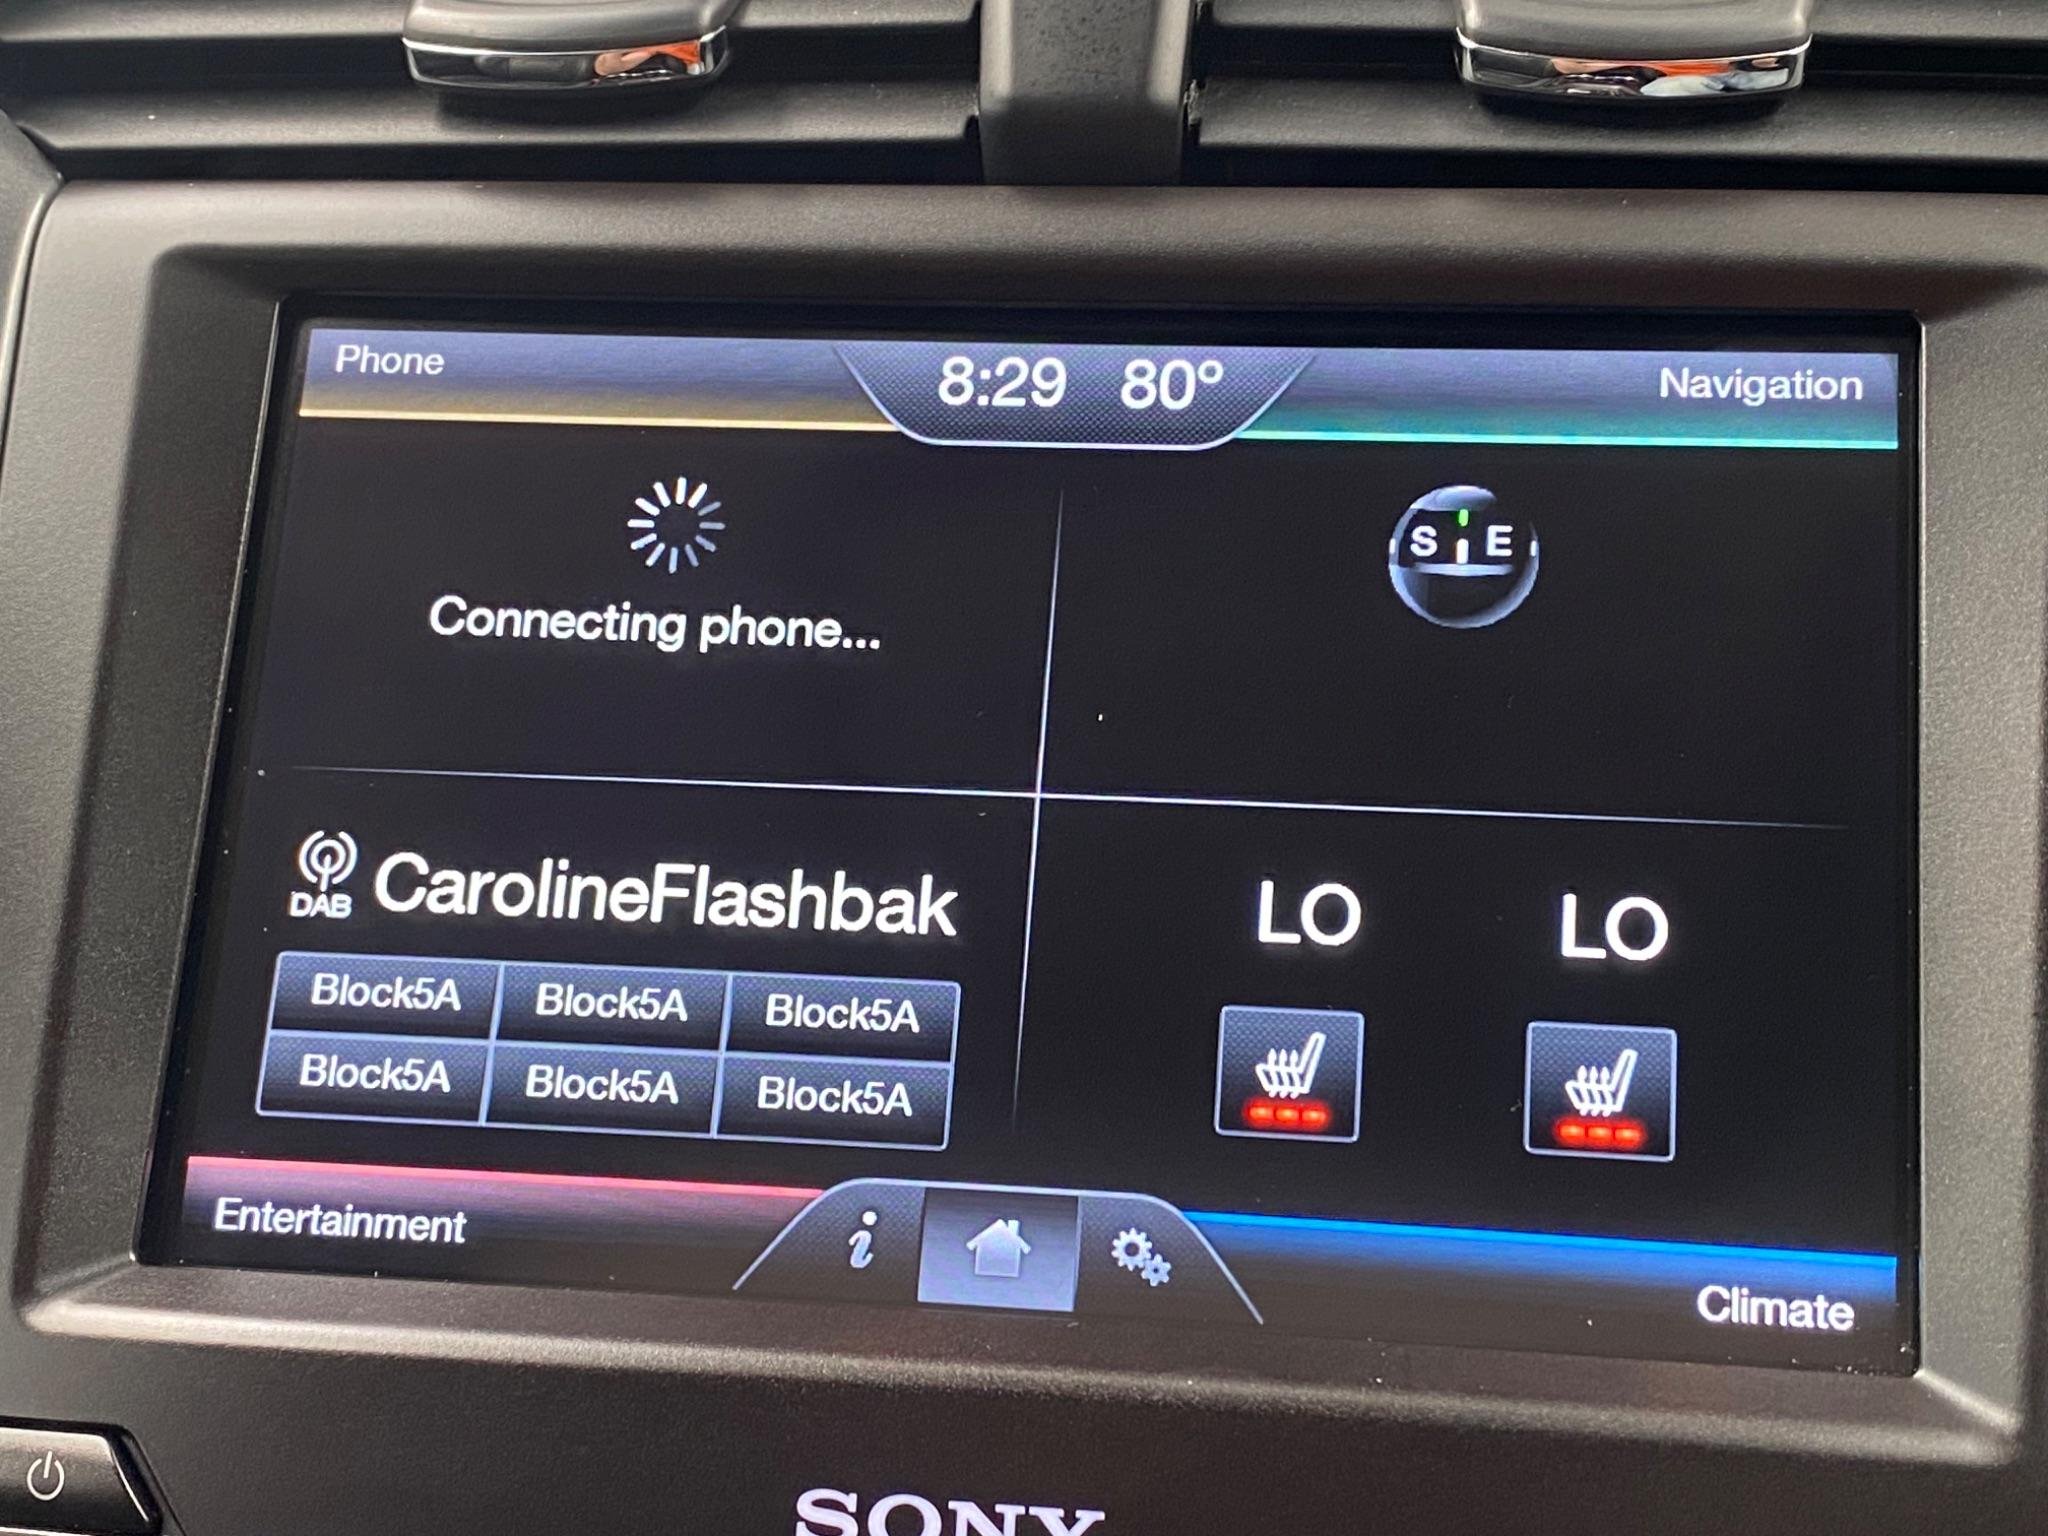 Phone
8:29 80°
Navigation
Connecting phone...
S E
DAB CarolineFlashbak
Block5A Block5A Block5A
Block5A Block5A Block5A
LO LO
Entertainment
i
Climate
SONY